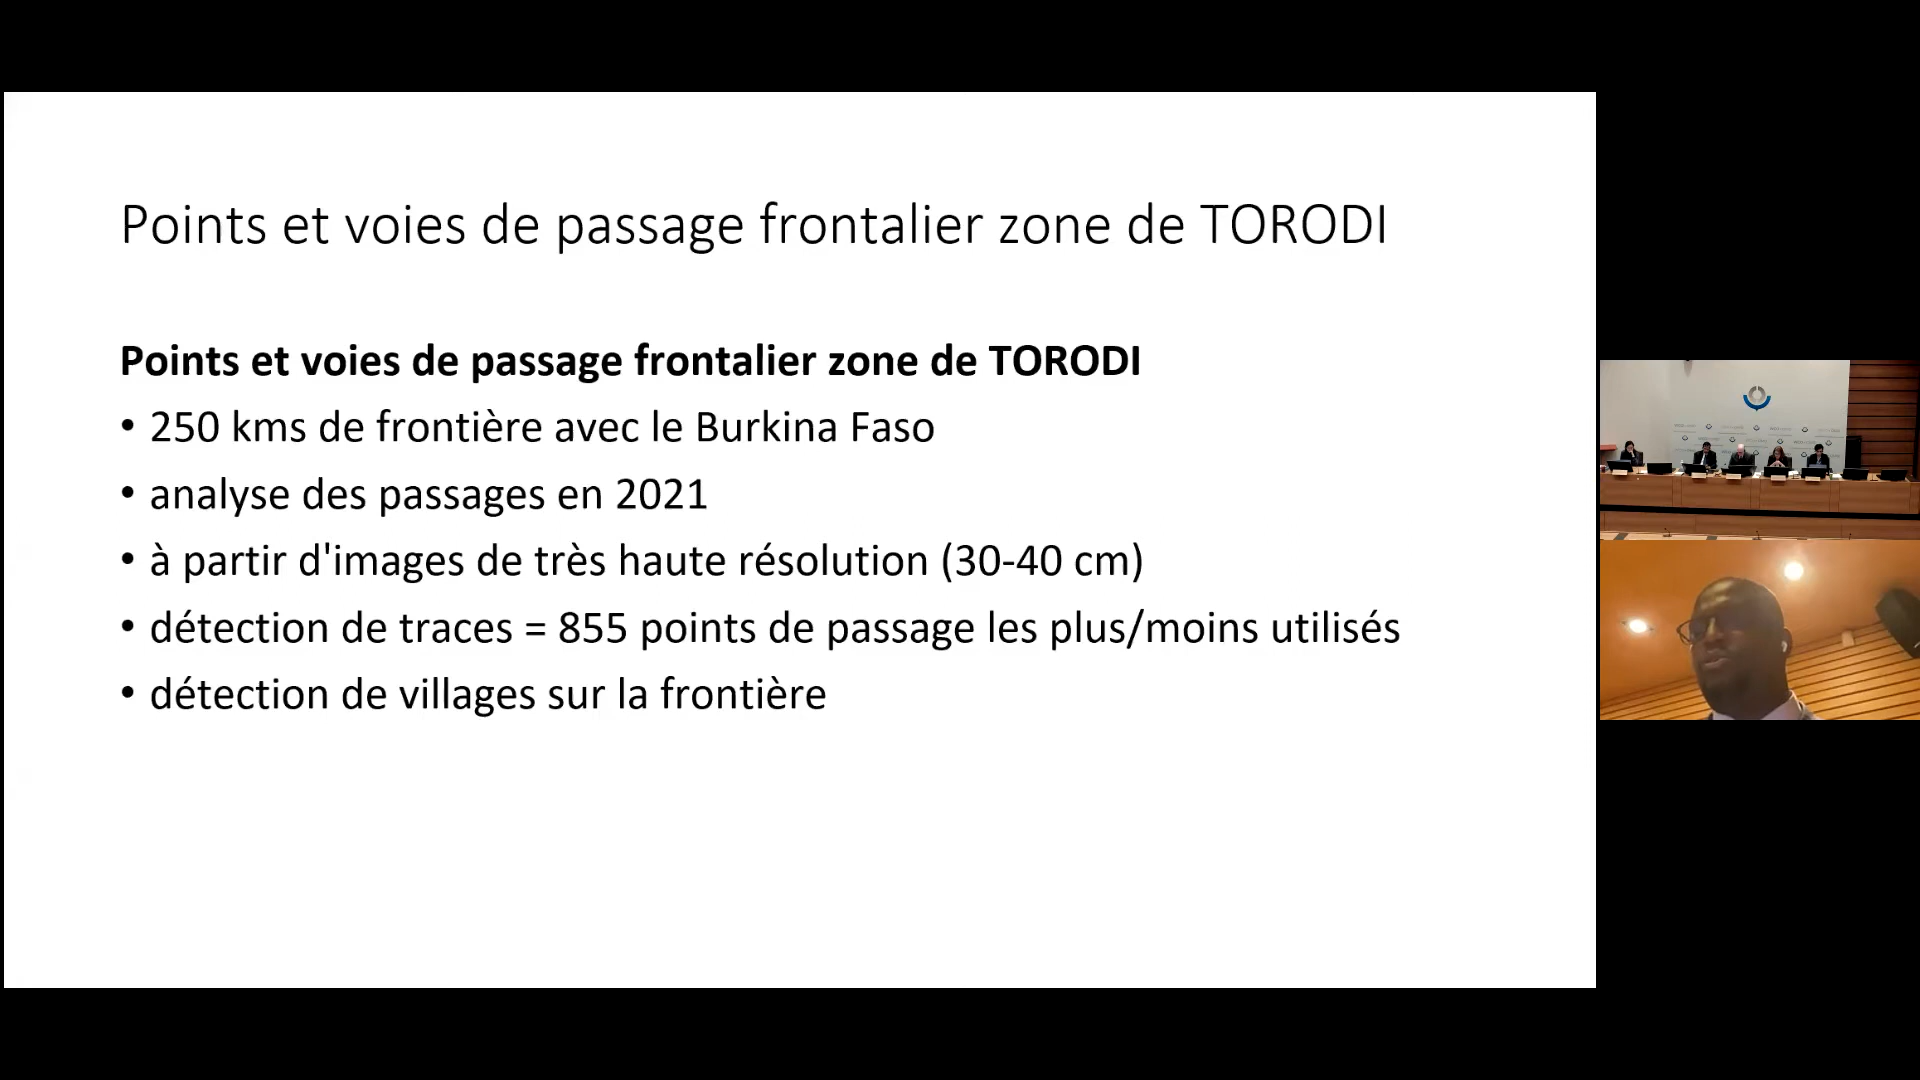 Points et voies de passage frontalier zone de TORODI
Points et voies de passage frontalier zone de TORODI
• 250 kms de frontière avec le Burkina Faso
• analyse des passages en 2021
• à partir d'images de très haute résolution (30-40 cm)
• détection de traces = 855 points de passage les plus/moins utilisés
• détection de villages sur la frontière